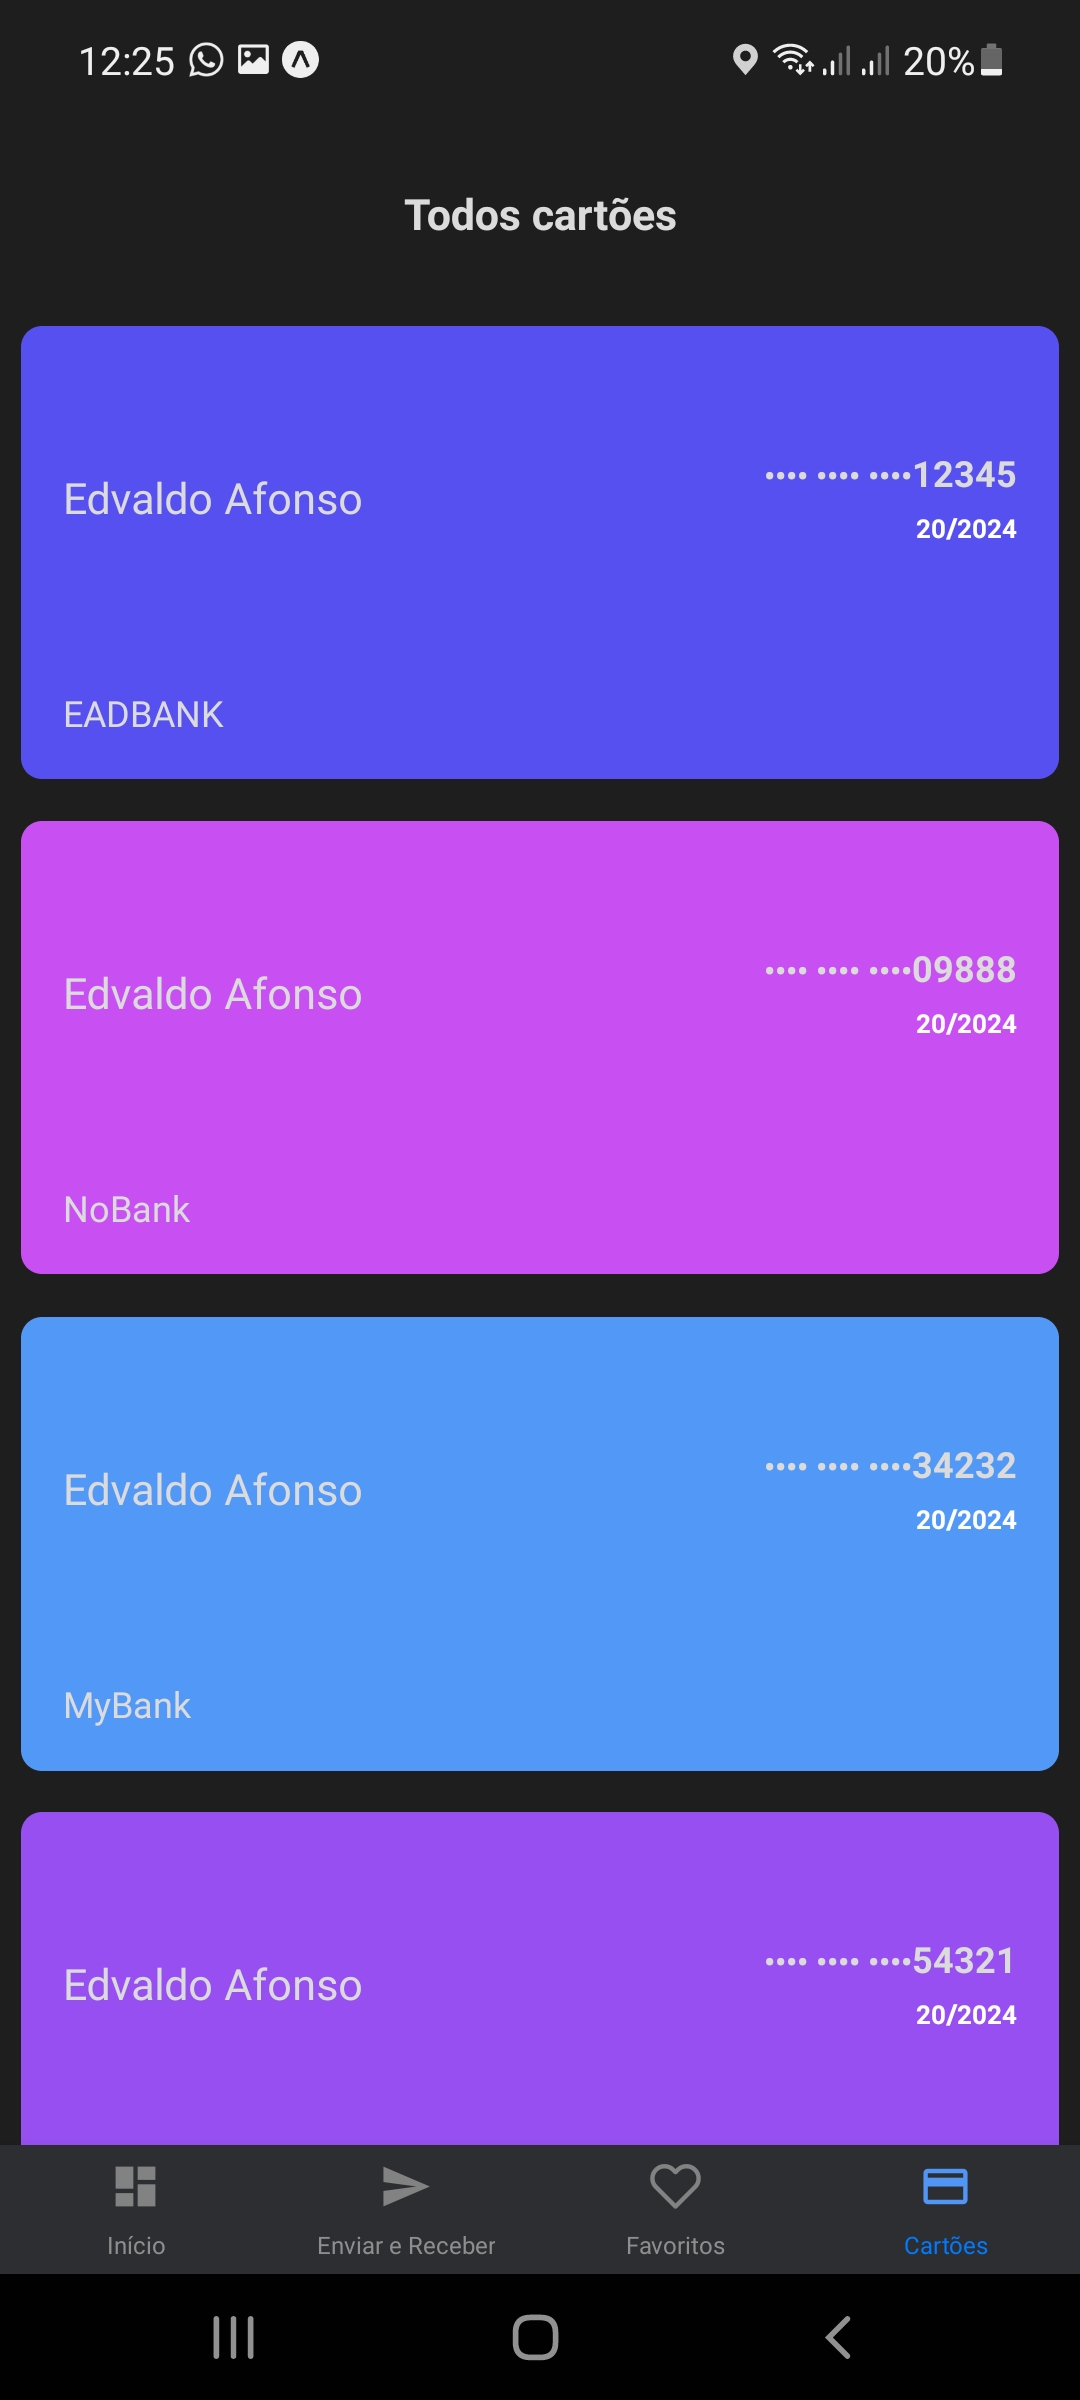 12:25 20%
Todos cartões
•••• •••• ••••12345
Edvaldo Afonso
20/2024
EADBANK
•••• •••• ••••09888
Edvaldo Afonso
20/2024
NoBank
•••• •••• ••••34232
Edvaldo Afonso
20/2024
MyBank
•••• •••• ••••54321
Edvaldo Afonso
20/2024
Início Enviar e Receber Favoritos Cartões